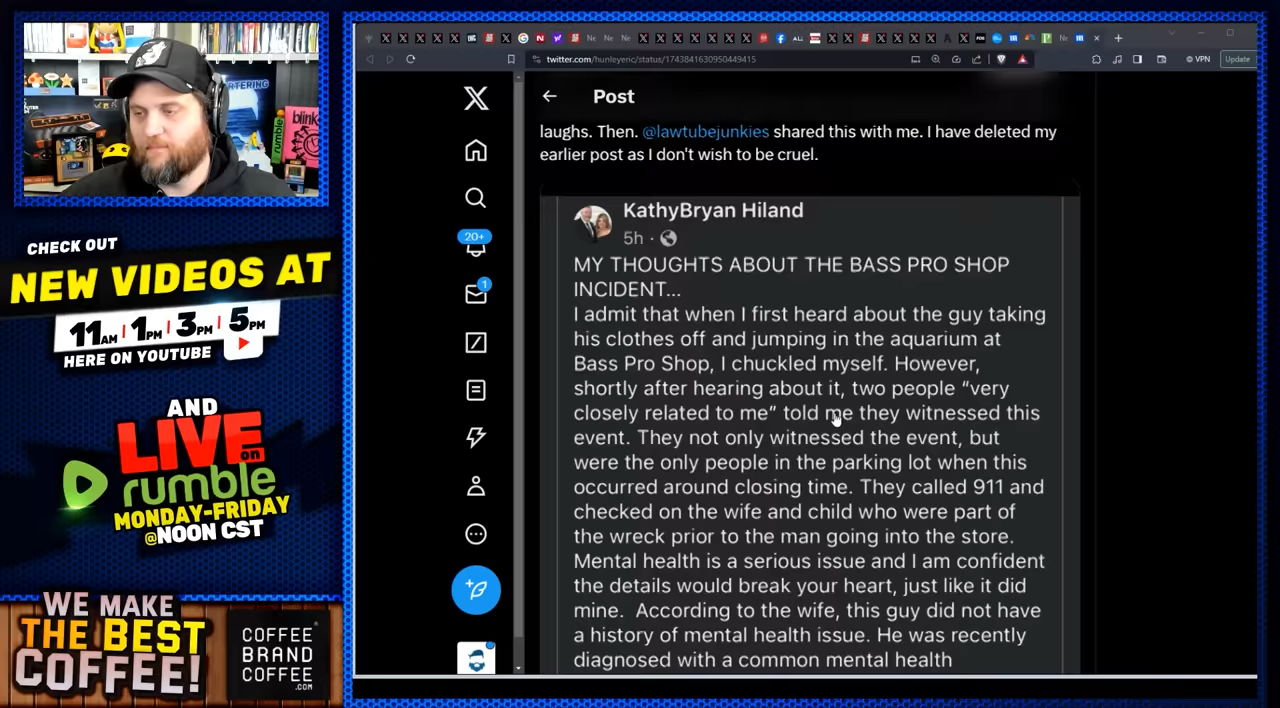 twitter.com/hunleyeric/status/1743841630950449415
VPN
Update
Post
laughs. Then. @lawtubejunkies shared this with me. I have deleted my
earlier post as I don't wish to be cruel.
20+
1
KathyBryan Hiland
5h ·
MY THOUGHTS ABOUT THE BASS PRO SHOP
INCIDENT...
I admit that when I first heard about the guy taking
his clothes off and jumping in the aquarium at
Bass Pro Shop, I chuckled myself. However,
shortly after hearing about it, two people “very
closely related to me” told me they witnessed this
event. They not only witnessed the event, but
were the only people in the parking lot when this
occurred around closing time. They called 911 and
checked on the wife and child who were part of
the wreck prior to the man going into the store.
Mental health is a serious issue and I am confident
the details would break your heart, just like it did
mine.  According to the wife, this guy did not have
a history of mental health issue. He was recently
diagnosed with a common mental health
CHECK OUT
NEW VIDEOS AT
11AM | 1PM | 3PM | 5PM
HERE ON YOUTUBE
AND
LIVE on
rumble
MONDAY-FRIDAY
@NOON CST
WE MAKE
THE BEST
COFFEE!
COFFEE
BRAND
COFFEE
.COM
blink
rumble